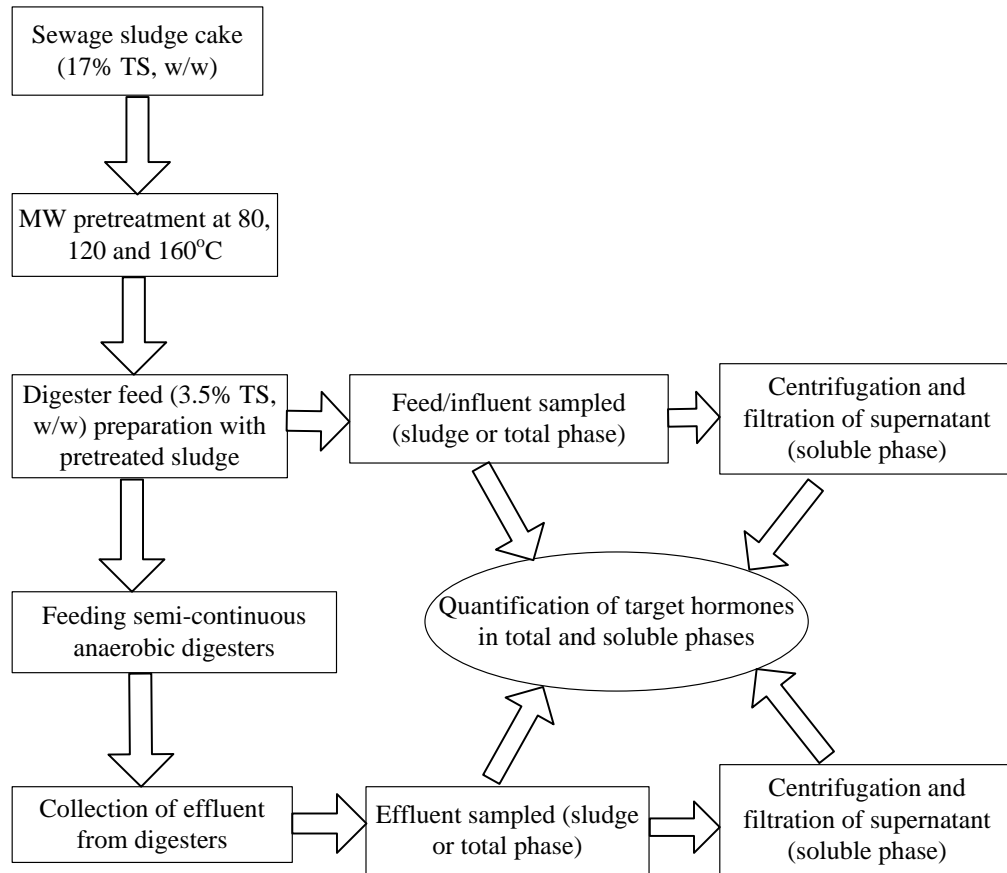 Sewage sludge cake
(17% TS, w/w)
MW pretreatment at 80,
120 and 160°C
Digester feed (3.5% TS,
w/w) preparation with
pretreated sludge
Feed/influent sampled
(sludge or total phase)
Centrifugation and
filtration of supernatant
(soluble phase)
Quantification of target hormones
in total and soluble phases
Feeding semi-continuous
anaerobic digesters
Collection of effluent
from digesters
Effluent sampled (sludge
or total phase)
Centrifugation and
filtration of supernatant
(soluble phase)